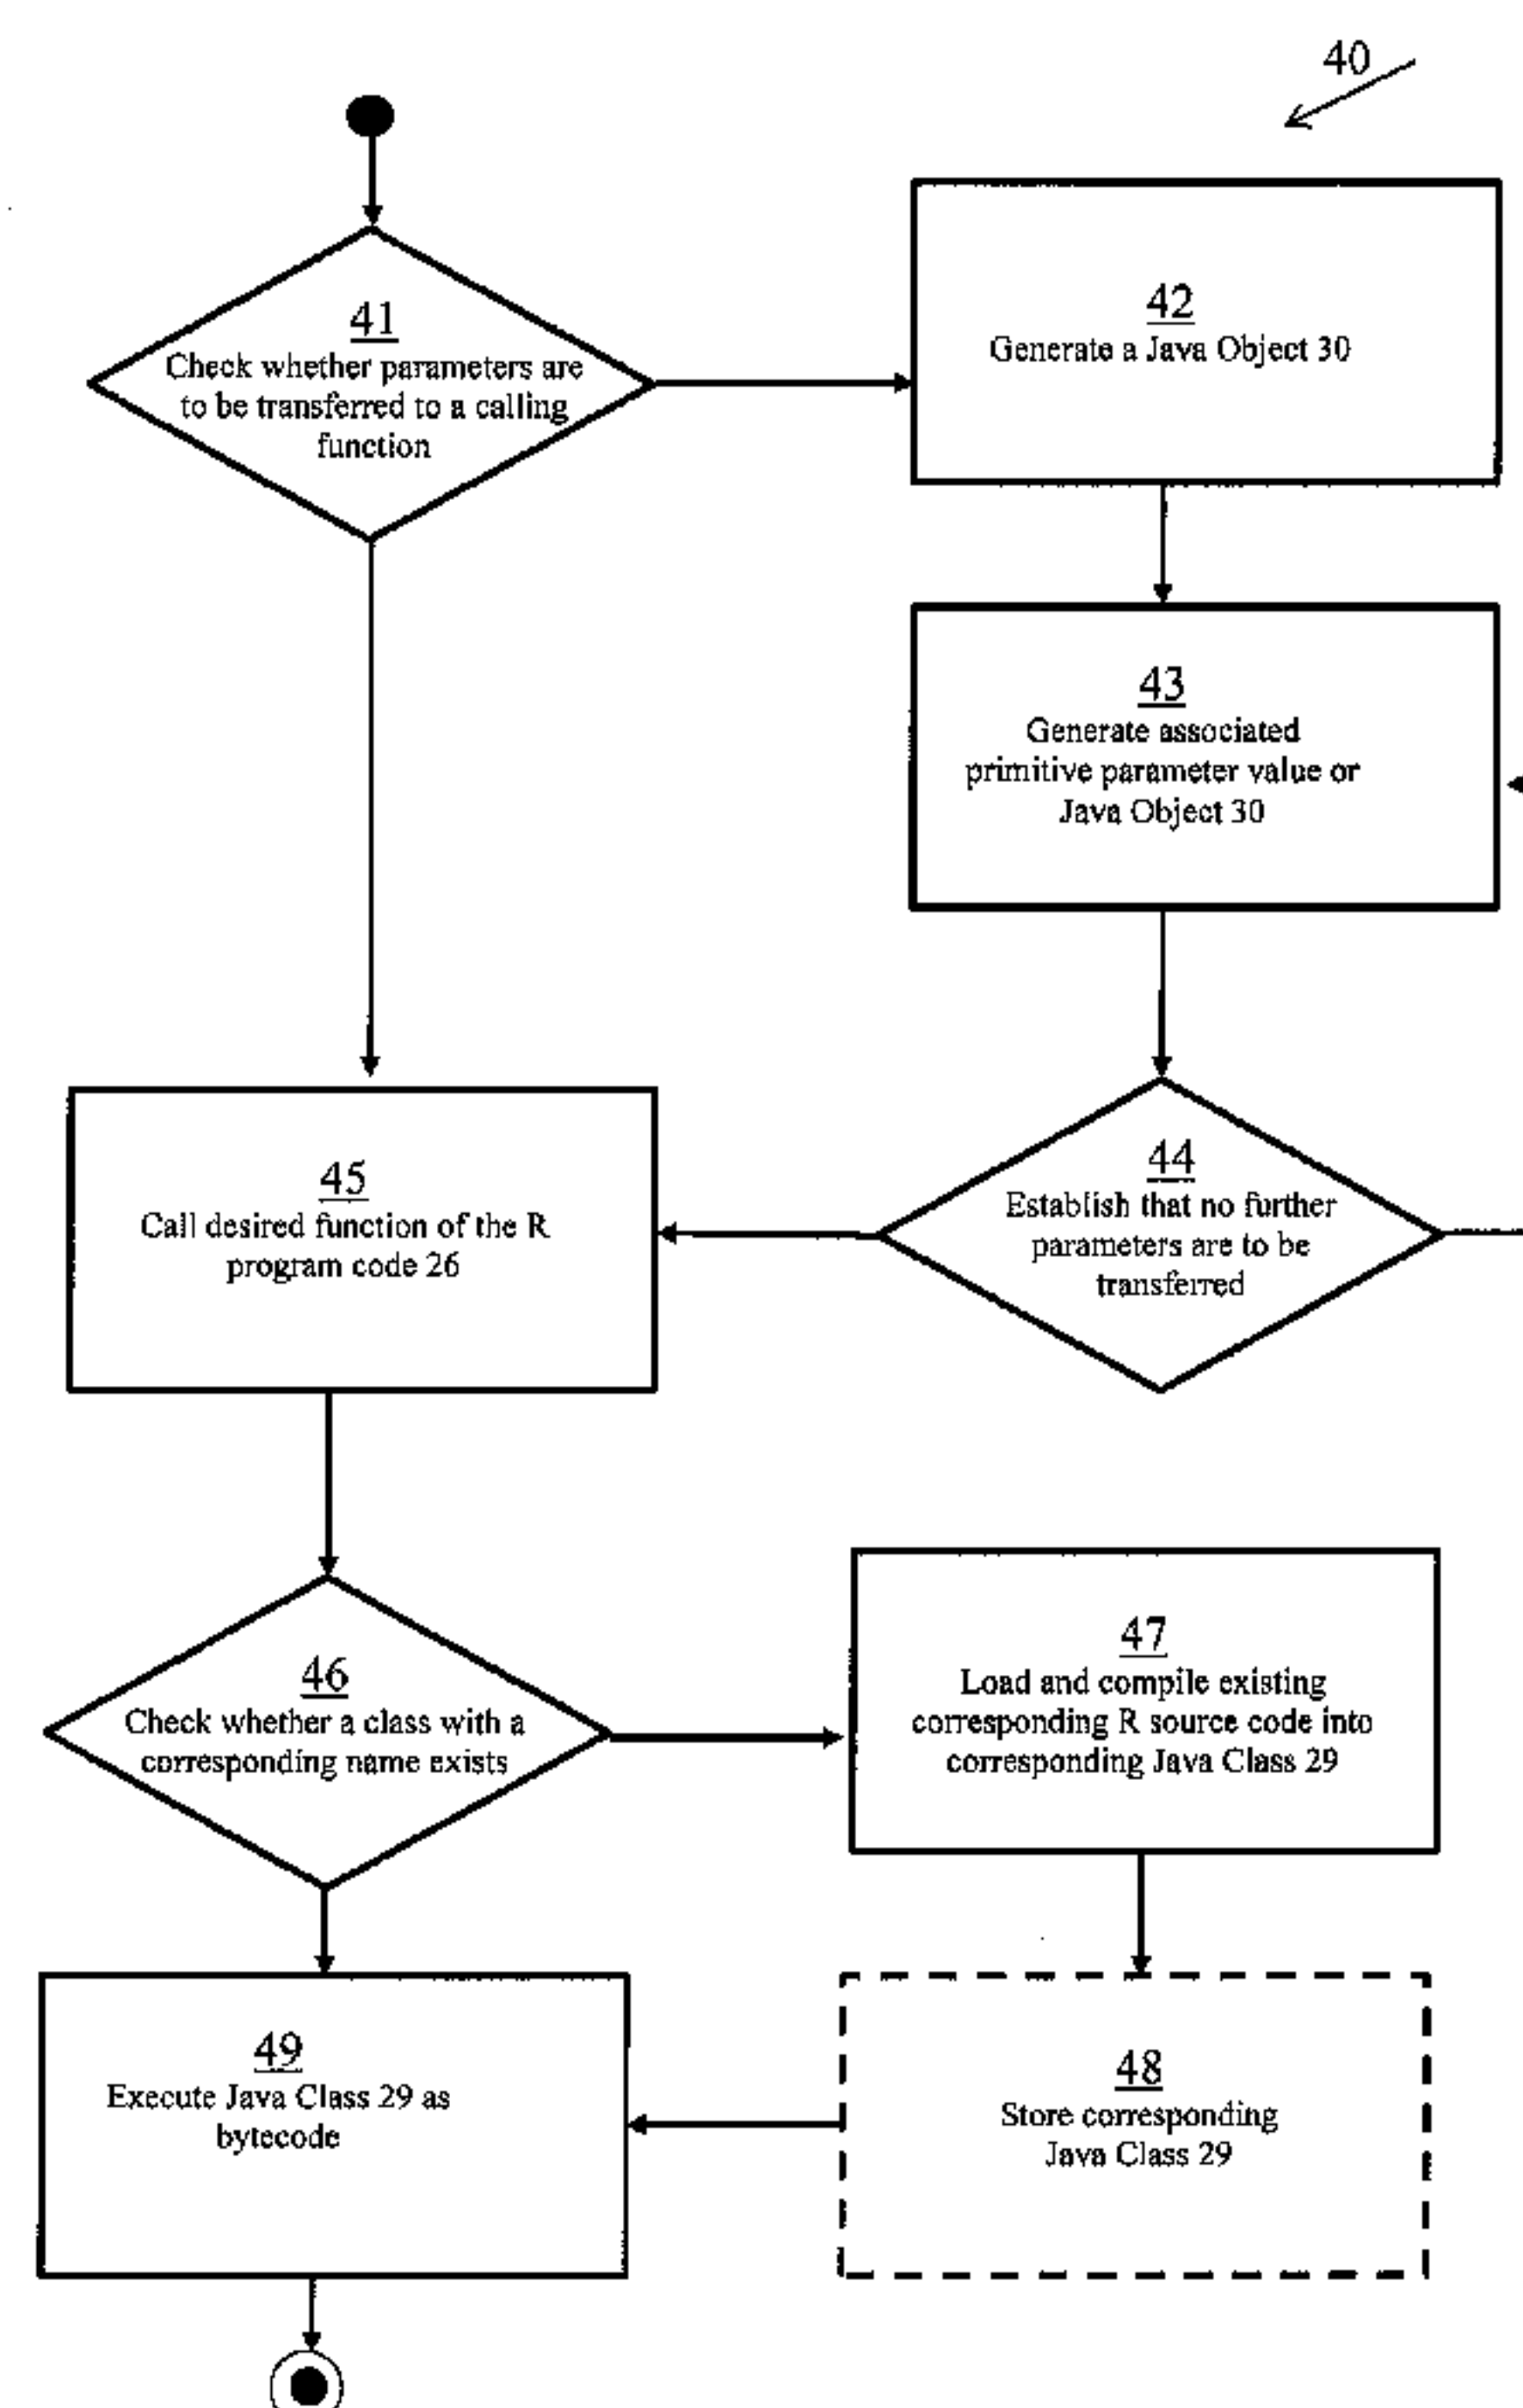 40
41
Check whether parameters are
to be transferred to a calling
function
42
Generate a Java Object 30
43
Generate associated
primitive parameter value or
Java Object 30
44
Establish that no further
parameters are to be
transferred
45
Call desired function of the R
program code 26
46
Check whether a class with a
corresponding name exists
47
Load and compile existing
corresponding R source code into
corresponding Java Class 29
48
Store corresponding
Java Class 29
49
Execute Java Class 29 as
bytecode